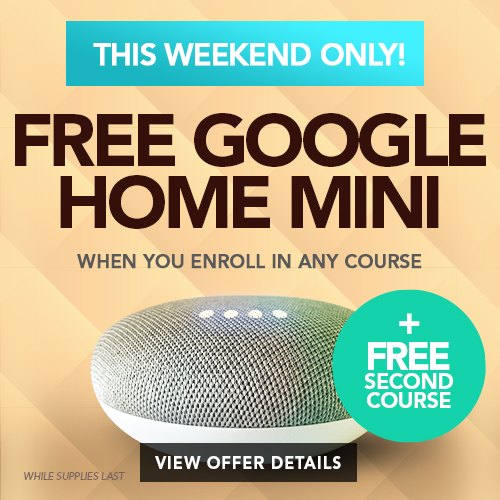 THIS WEEKEND ONLY!
FREE GOOGLE
HOME MINI
WHEN YOU ENROLL IN ANY COURSE
+
FREE
SECOND
COURSE
VIEW OFFER DETAILS
WHILE SUPPLIES LAST